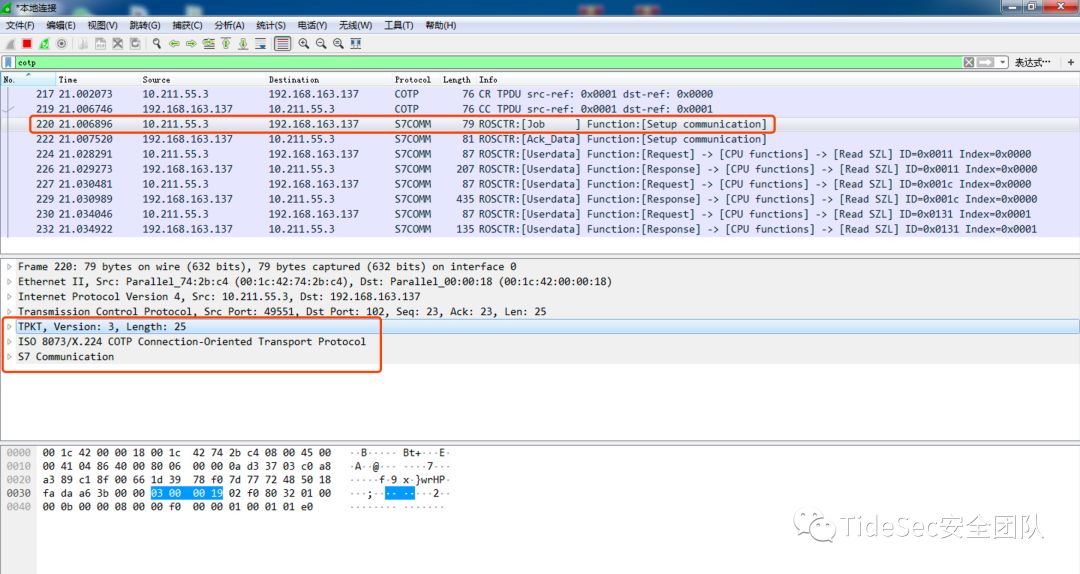 *本地连接
文件(F) 编辑(E) 视图(V) 跳转(G) 捕获(C) 分析(A) 统计(S) 电话(Y) 无线(W) 工具(T) 帮助(H)
cotp 表达式… +
No. Time Source Destination Protocol Length Info
217 21.002073 10.211.55.3 192.168.163.137 COTP 76 CR TPDU src-ref: 0x0001 dst-ref: 0x0000
219 21.006746 192.168.163.137 10.211.55.3 COTP 76 CC TPDU src-ref: 0x0006 dst-ref: 0x0001
220 21.006896 10.211.55.3 192.168.163.137 S7COMM 79 ROSCTR:[Job ] Function:[Setup communication]
222 21.007520 192.168.163.137 10.211.55.3 S7COMM 81 ROSCTR:[Ack_Data] Function:[Setup communication]
224 21.028291 10.211.55.3 192.168.163.137 S7COMM 87 ROSCTR:[Userdata] Function:[Request] -> [CPU functions] -> [Read SZL] ID=0x0011 Index=0x0000
226 21.029273 192.168.163.137 10.211.55.3 S7COMM 207 ROSCTR:[Userdata] Function:[Response] -> [CPU functions] -> [Read SZL] ID=0x0011 Index=0x0000
227 21.030481 10.211.55.3 192.168.163.137 S7COMM 87 ROSCTR:[Userdata] Function:[Request] -> [CPU functions] -> [Read SZL] ID=0x001c Index=0x0000
229 21.030989 192.168.163.137 10.211.55.3 S7COMM 435 ROSCTR:[Userdata] Function:[Response] -> [CPU functions] -> [Read SZL] ID=0x001c Index=0x0000
230 21.034046 10.211.55.3 192.168.163.137 S7COMM 87 ROSCTR:[Userdata] Function:[Request] -> [CPU functions] -> [Read SZL] ID=0x0131 Index=0x0001
232 21.034922 192.168.163.137 10.211.55.3 S7COMM 135 ROSCTR:[Userdata] Function:[Response] -> [CPU functions] -> [Read SZL] ID=0x0131 Index=0x0001
Frame 220: 79 bytes on wire (632 bits), 79 bytes captured (632 bits) on interface 0
Ethernet II, Src: Parallel_74:2b:c4 (00:1c:42:74:2b:c4), Dst: Parallel_00:00:18 (00:1c:42:00:00:18)
Internet Protocol Version 4, Src: 10.211.55.3, Dst: 192.168.163.137
Transmission Control Protocol, Src Port: 49551, Dst Port: 102, Seq: 23, Ack: 23, Len: 25
TPKT, Version: 3, Length: 25
ISO 8073/X.224 COTP Connection-Oriented Transport Protocol
S7 Communication
0000 00 1c 42 00 00 18 00 1c 42 74 2b c4 08 00 45 00 ··B····· Bt+···E·
0010 00 41 04 86 40 00 80 06 00 00 0a d3 37 03 c0 a8 ·A··@··· ····7···
0020 a3 89 c1 8f 00 66 1d 39 78 f0 7d 77 72 48 50 18 ·····f·9 x·}wrHP·
0030 fa da a6 3b 00 00 03 00 00 19 02 f0 80 32 01 00 ···;···· ·····2··
0040 00 0b 00 00 08 00 00 f0 00 00 01 00 01 01 e0 ········ ·······
TideSec安全团队